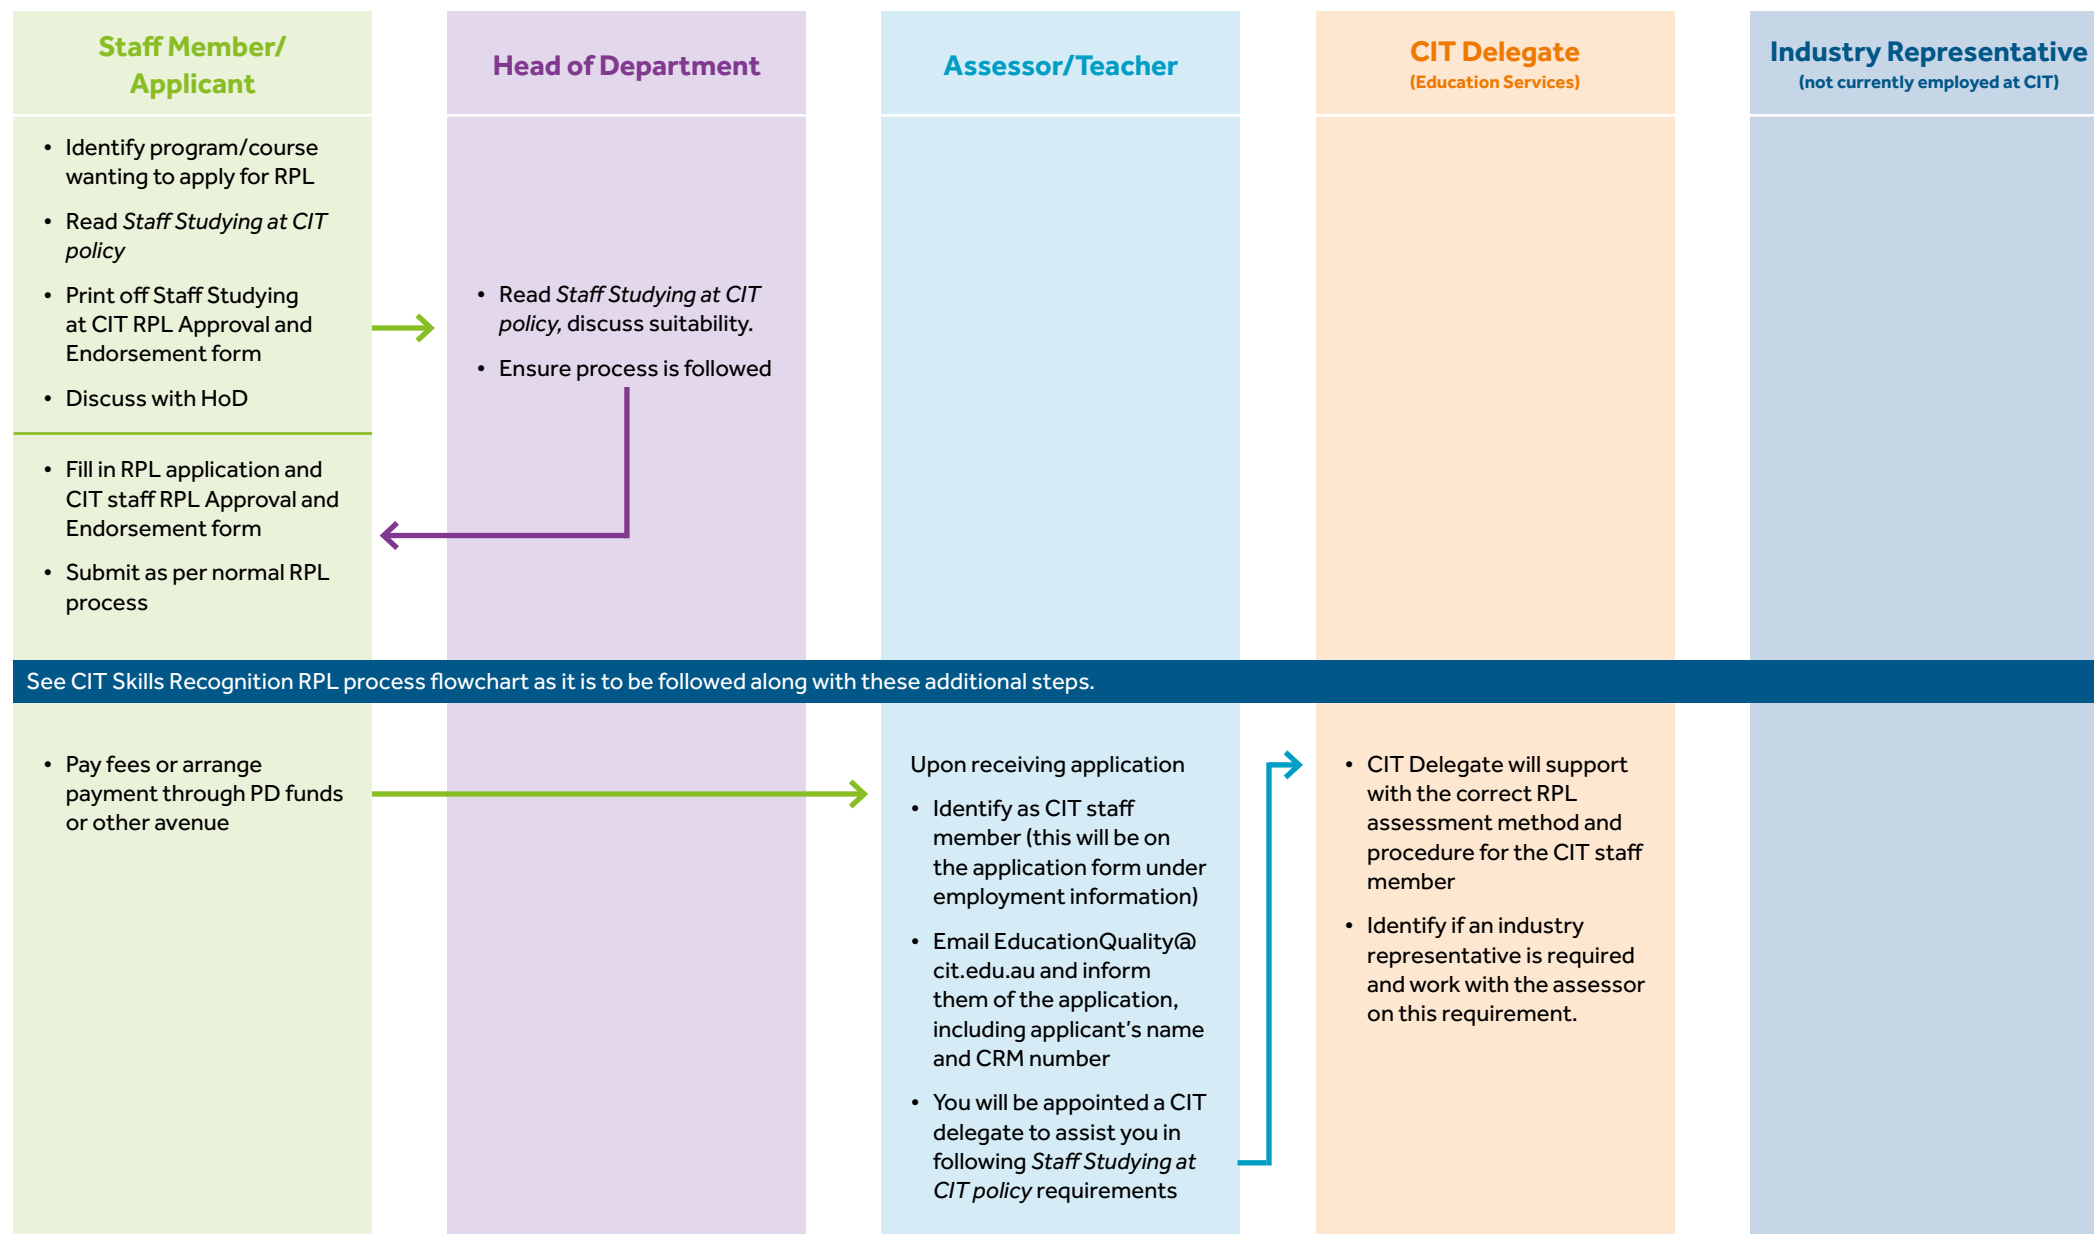 Staff Member/
Applicant
Head of Department
Assessor/Teacher
CIT Delegate
(Education Services)
Industry Representative
(not currently employed at CIT)
• Identify program/course
wanting to apply for RPL
• Read Staff Studying at CIT
policy
• Print off Staff Studying
at CIT RPL Approval and
Endorsement form
• Discuss with HoD
• Read Staff Studying at CIT
policy, discuss suitability.
• Ensure process is followed
• Fill in RPL application and
CIT staff RPL Approval and
Endorsement form
• Submit as per normal RPL
process
See CIT Skills Recognition RPL process flowchart as it is to be followed along with these additional steps.
• Pay fees or arrange
payment through PD funds
or other avenue
Upon receiving application
• Identify as CIT staff
member (this will be on
the application form under
employment information)
• Email EducationQuality@
cit.edu.au and inform
them of the application,
including applicant’s name
and CRM number
• You will be appointed a CIT
delegate to assist you in
following Staff Studying at
CIT policy requirements
• CIT Delegate will support
with the correct RPL
assessment method and
procedure for the CIT staff
member
• Identify if an industry
representative is required
and work with the assessor
on this requirement.